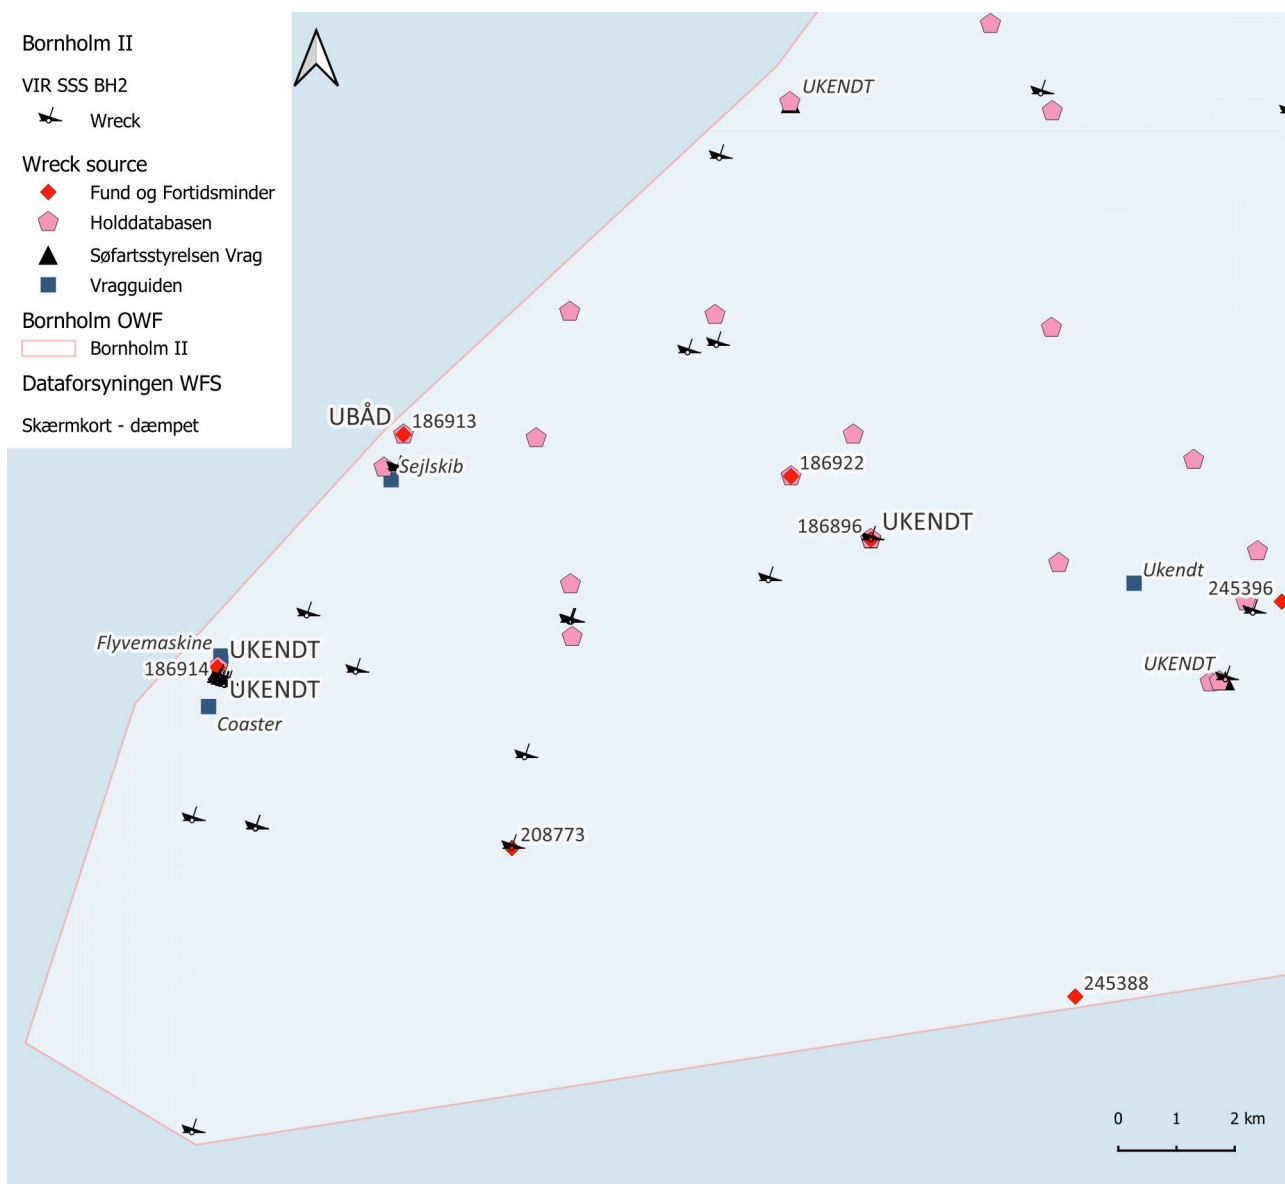 Bornholm II
VIR SSS BH2
Wreck
Wreck source
Fund og Fortidsminder
Holddatabasen
Søfartsstyrelsen Vrag
Vragguiden
Bornholm OWF
Bornholm II
Dataforsyningen WFS
Skærmkort - dæmpet
UKENDT
UBÅD
186913
Sejlskib
186922
186896
UKENDT
Ukendt
245396
Flyvemaskine
UKENDT
186914
UKENDT
Coaster
UKENDT
208773
245388
0 1 2 km